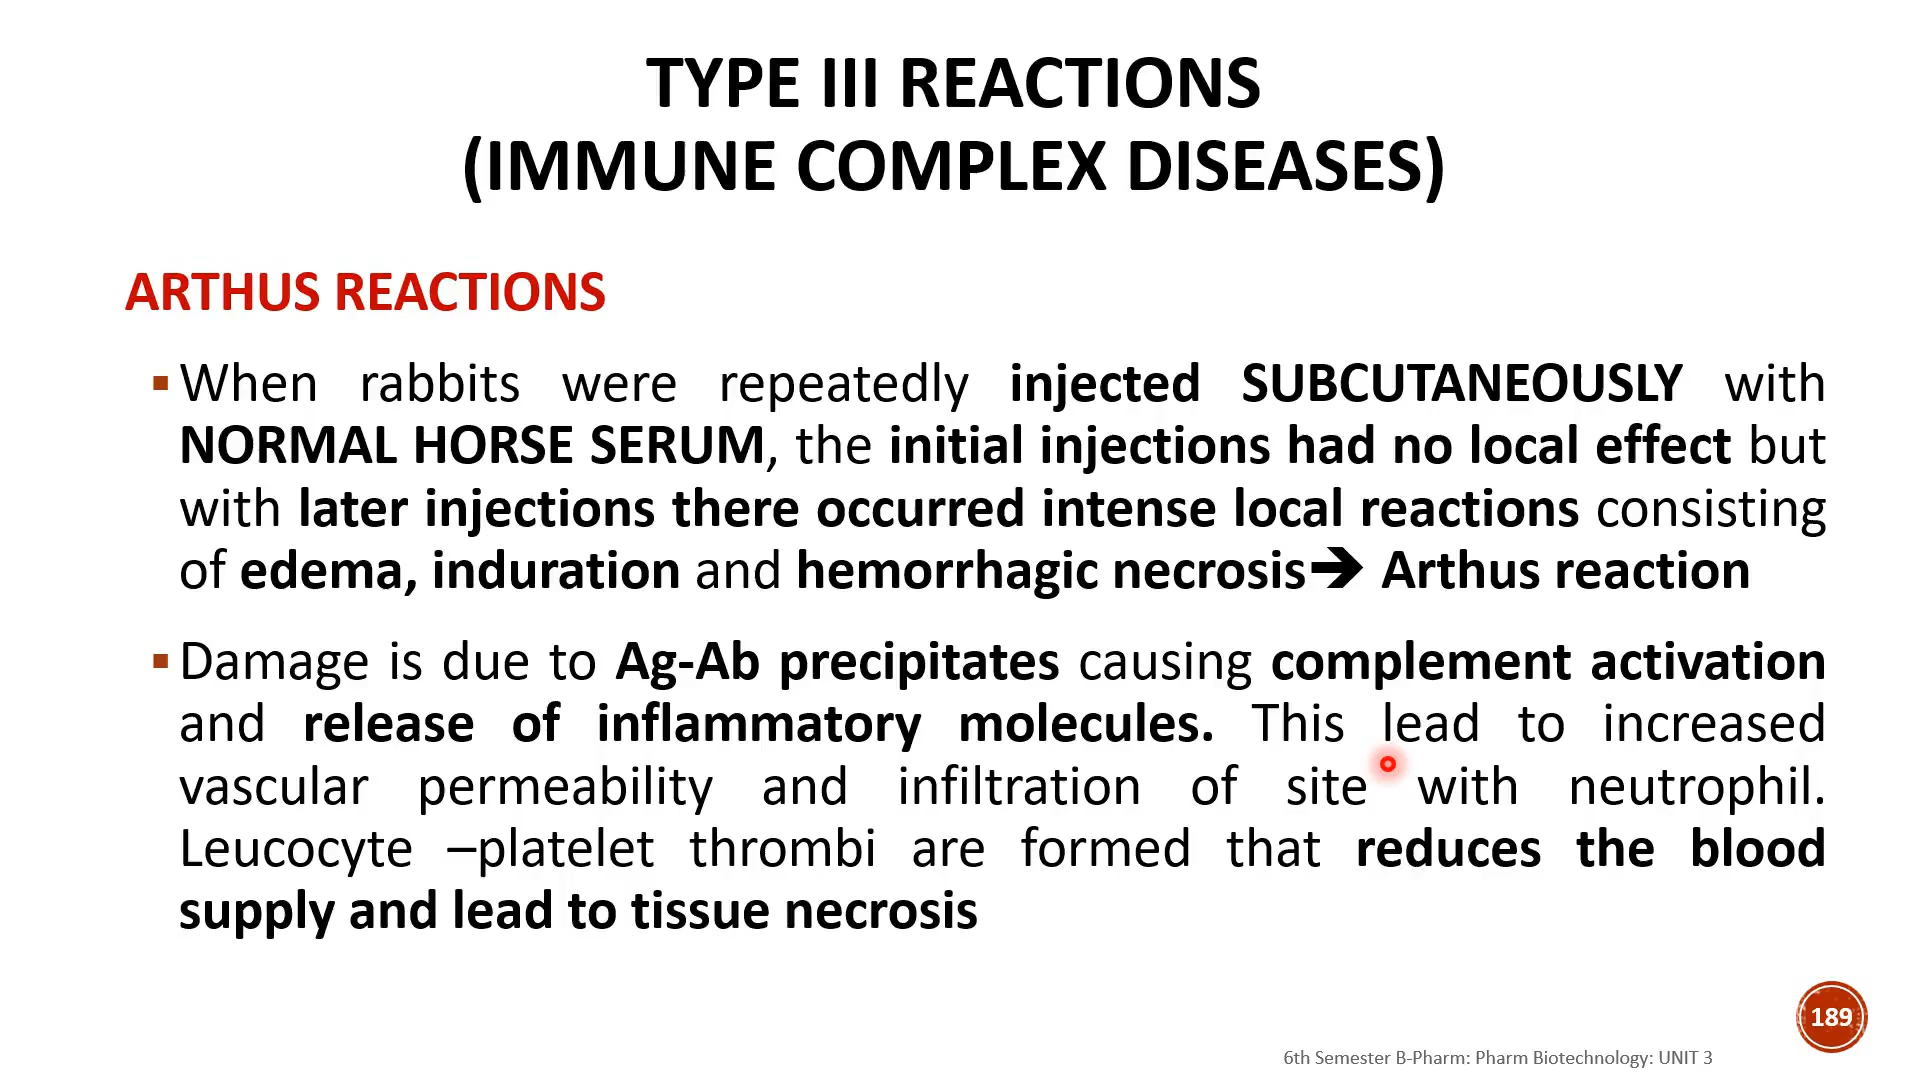 TYPE III REACTIONS
(IMMUNE COMPLEX DISEASES)
ARTHUS REACTIONS
▪When rabbits were repeatedly injected SUBCUTANEOUSLY with
NORMAL HORSE SERUM, the initial injections had no local effect but
with later injections there occurred intense local reactions consisting
of edema, induration and hemorrhagic necrosis➔ Arthus reaction
▪Damage is due to Ag-Ab precipitates causing complement activation
and release of inflammatory molecules. This lead to increased
vascular permeability and infiltration of site with neutrophil.
Leucocyte –platelet thrombi are formed that reduces the blood
supply and lead to tissue necrosis
189
6th Semester B-Pharm: Pharm Biotechnology: UNIT 3